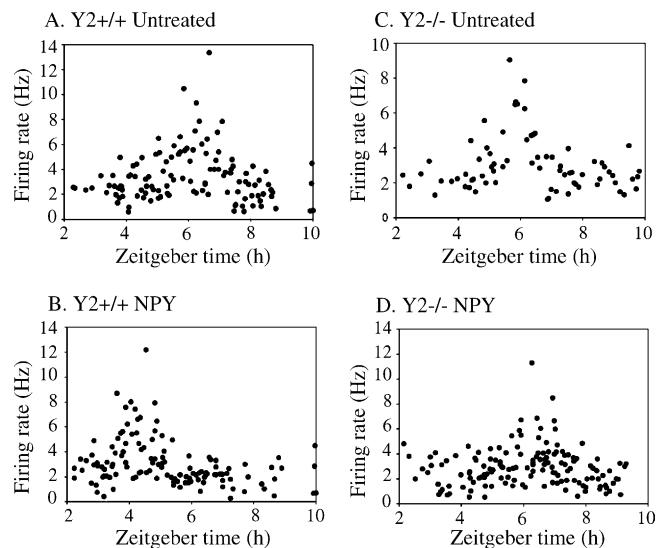 A. Y2+/+ Untreated
Firing rate (Hz)
14
12
10
8
6
4
2
0
2 4 6 8 10
Zeitgeber time (h)
C. Y2-/- Untreated
Firing rate (Hz)
10
8
6
4
2
0
2 4 6 8 10
Zeitgeber time (h)
B. Y2+/+ NPY
Firing rate (Hz)
14
12
10
8
6
4
2
0
2 4 6 8 10
Zeitgeber time (h)
D. Y2-/- NPY
Firing rate (Hz)
14
12
10
8
6
4
2
0
2 4 6 8 10
Zeitgeber time (h)